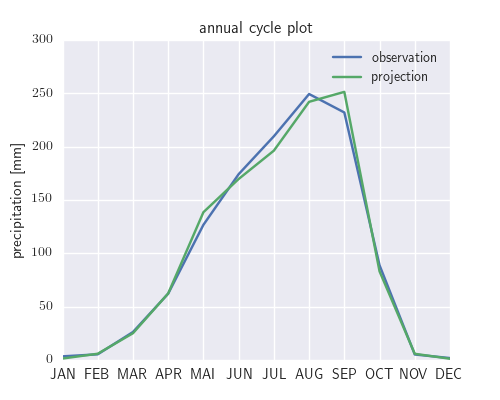 annual cycle plot
observation
projection
precipitation [mm]
300
250
200
150
100
50
0
JAN FEB MAR APR MAI JUN JUL AUG SEP OCT NOV DEC